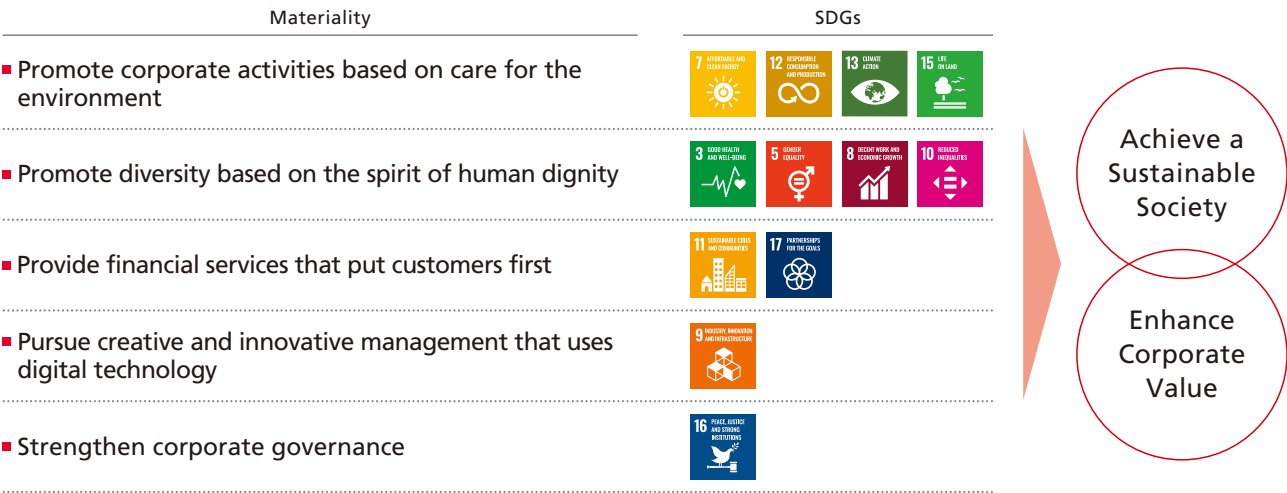 Materiality
SDGs
Promote corporate activities based on care for the
environment
7 AFFORDABLE AND
CLEAN ENERGY
12 RESPONSIBLE
CONSUMPTION
AND PRODUCTION
13 CLIMATE
ACTION
15 LIFE
ON LAND
Promote diversity based on the spirit of human dignity
3 GOOD HEALTH
AND WELL-BEING
5 GENDER
EQUALITY
8 DECENT WORK AND
ECONOMIC GROWTH
10 REDUCED
INEQUALITIES
Provide financial services that put customers first
11 SUSTAINABLE CITIES
AND COMMUNITIES
17 PARTNERSHIPS
FOR THE GOALS
Pursue creative and innovative management that uses
digital technology
9 INDUSTRY, INNOVATION
AND INFRASTRUCTURE
Strengthen corporate governance
16 PEACE, JUSTICE
AND STRONG
INSTITUTIONS
Achieve a
Sustainable
Society
Enhance
Corporate
Value